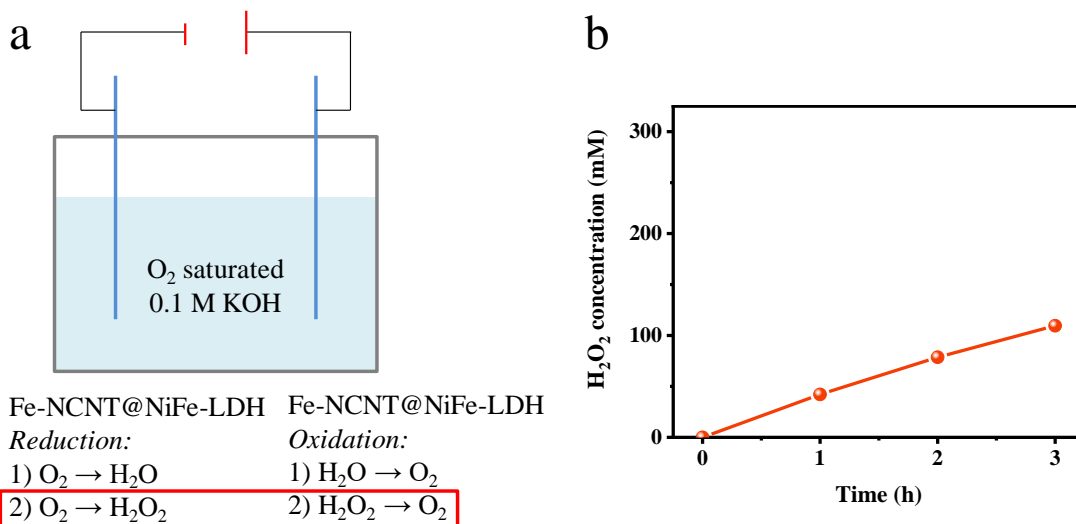 a
O₂ saturated
0.1 M KOH
Fe-NCNT@NiFe-LDH
Reduction:
1) O₂ → H₂O
2) O₂ → H₂O₂
Fe-NCNT@NiFe-LDH
Oxidation:
1) H₂O → O₂
2) H₂O₂ → O₂
b
H₂O₂ concentration (mM)
300
200
100
0
0 1 2 3
Time (h)